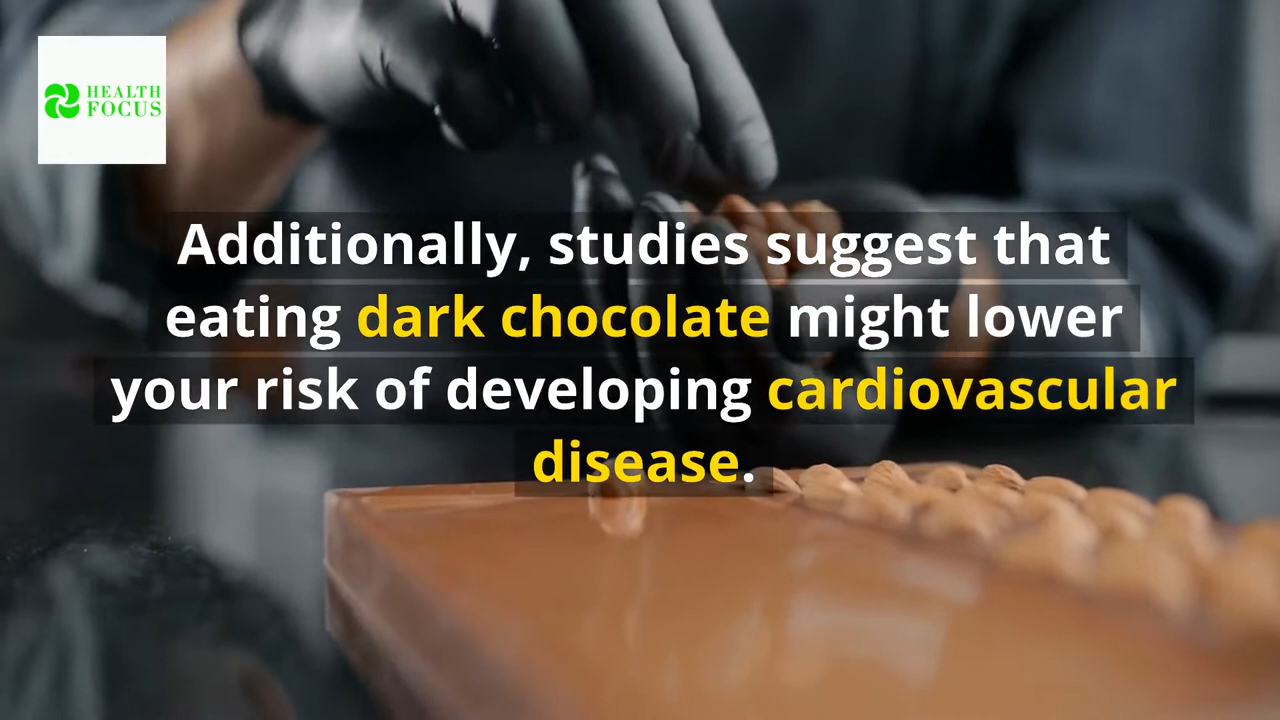 HEALTH
FOCUS
Additionally, studies suggest that
eating dark chocolate might lower
your risk of developing cardiovascular
disease.